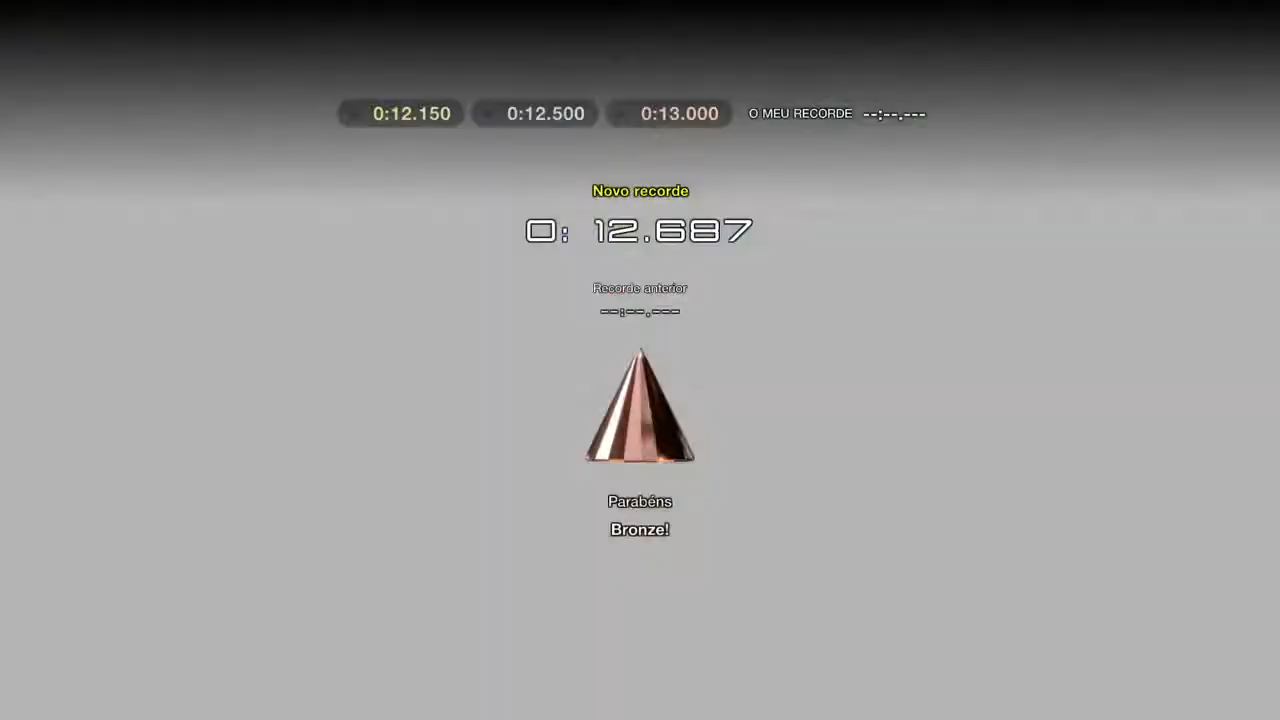 0:12.150 0:12.500 0:13.000 O MEU RECORDE --:--.---
Novo recorde
0: 12.687
Recorde anterior
--:--.---
Parabéns
Bronze!